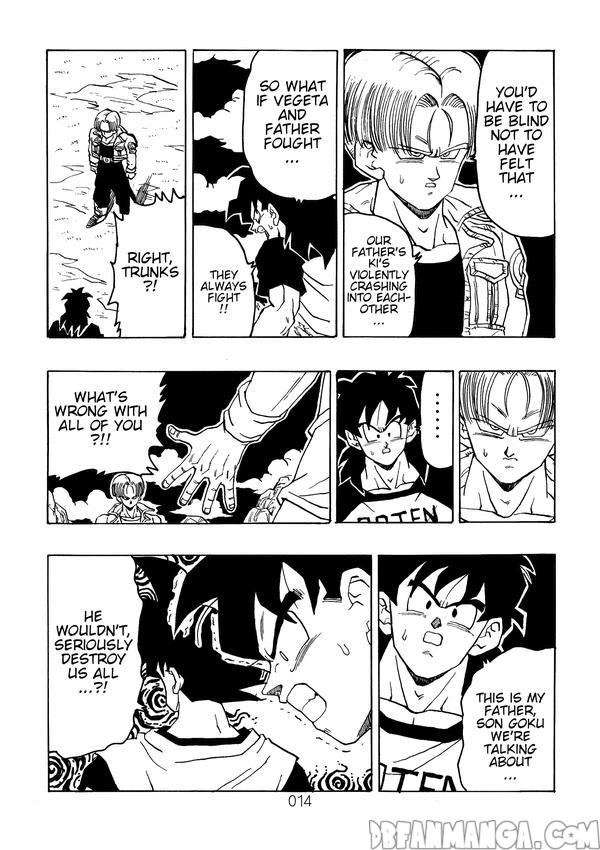 YOU'D
HAVE TO
BE BLIND
NOT TO
HAVE FELT
THAT ...
OUR
FATHER'S
KI'S
VIOLENTLY
CRASHING
INTO EACH-
OTHER
...
SO WHAT
IF VEGETA
AND
FATHER
FOUGHT
...
THEY
ALWAYS
FIGHT
!!
RIGHT,
TRUNKS
?!
......
OTEN
WHAT'S
WRONG WITH
ALL OF YOU
?!!
THIS IS MY
FATHER,
SON GOKU
WE'RE
TALKING
ABOUT
...
HE
WOULDN'T,
SERIOUSLY
DESTROY
US ALL
...?!
014
DBFANMANGA.COM